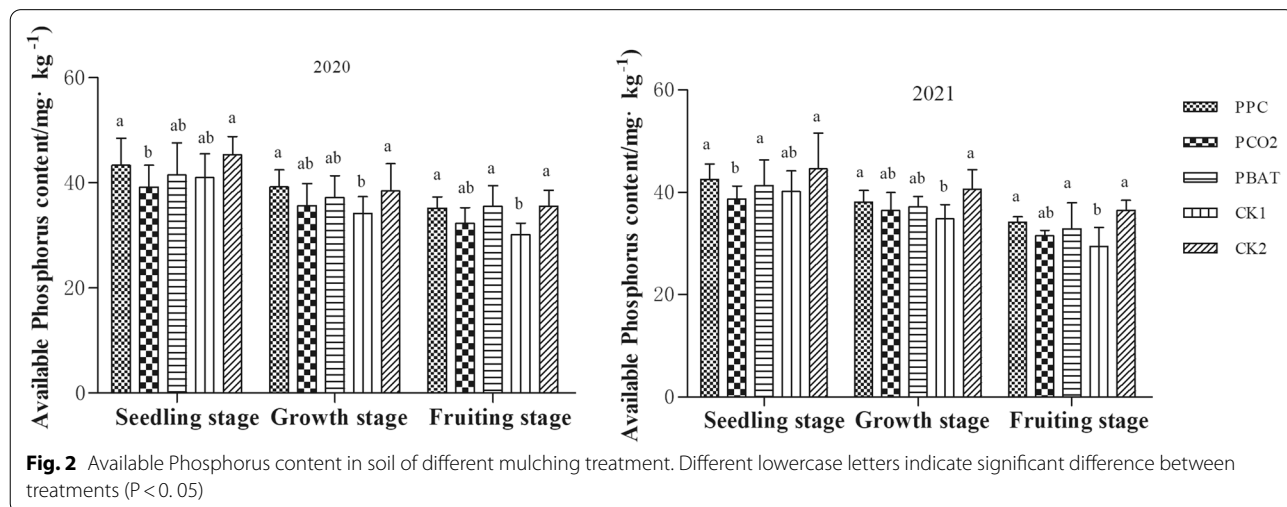 Available Phosphorus content/mg· kg⁻¹
2020
60
40
20
0
a b ab ab a
a ab ab b a
a ab a b a
Seedling stage Growth stage Fruiting stage
Available Phosphorus content/mg· kg⁻¹
2021
60
40
20
0
a b a ab a
a ab ab b a
a ab a b a
Seedling stage Growth stage Fruiting stage
PPC
PCO2
PBAT
CK1
CK2
Fig. 2 Available Phosphorus content in soil of different mulching treatment. Different lowercase letters indicate significant difference between
treatments (P < 0. 05)